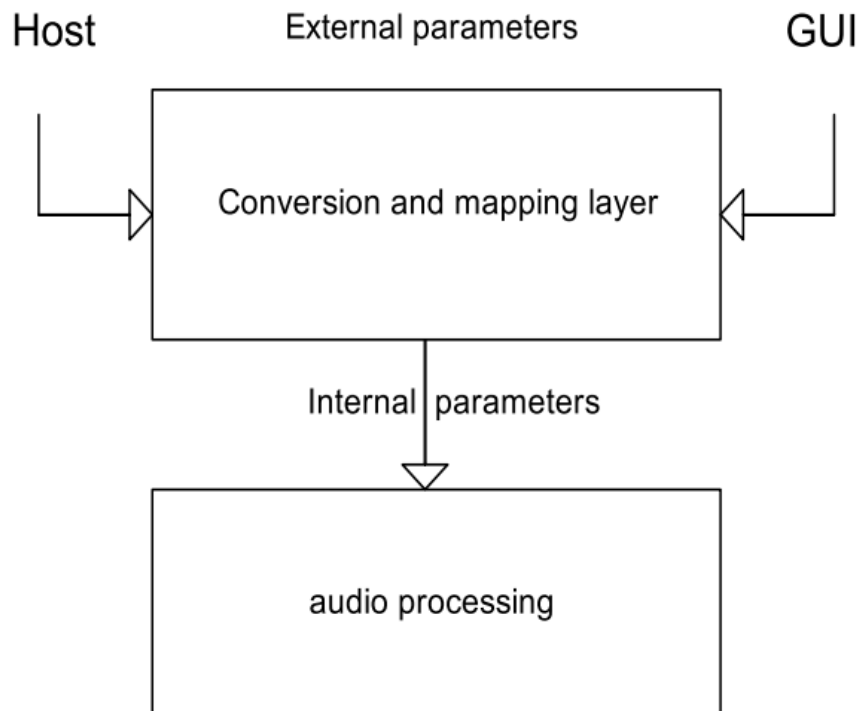 Host External parameters GUI
Conversion and mapping layer
Internal parameters
audio processing